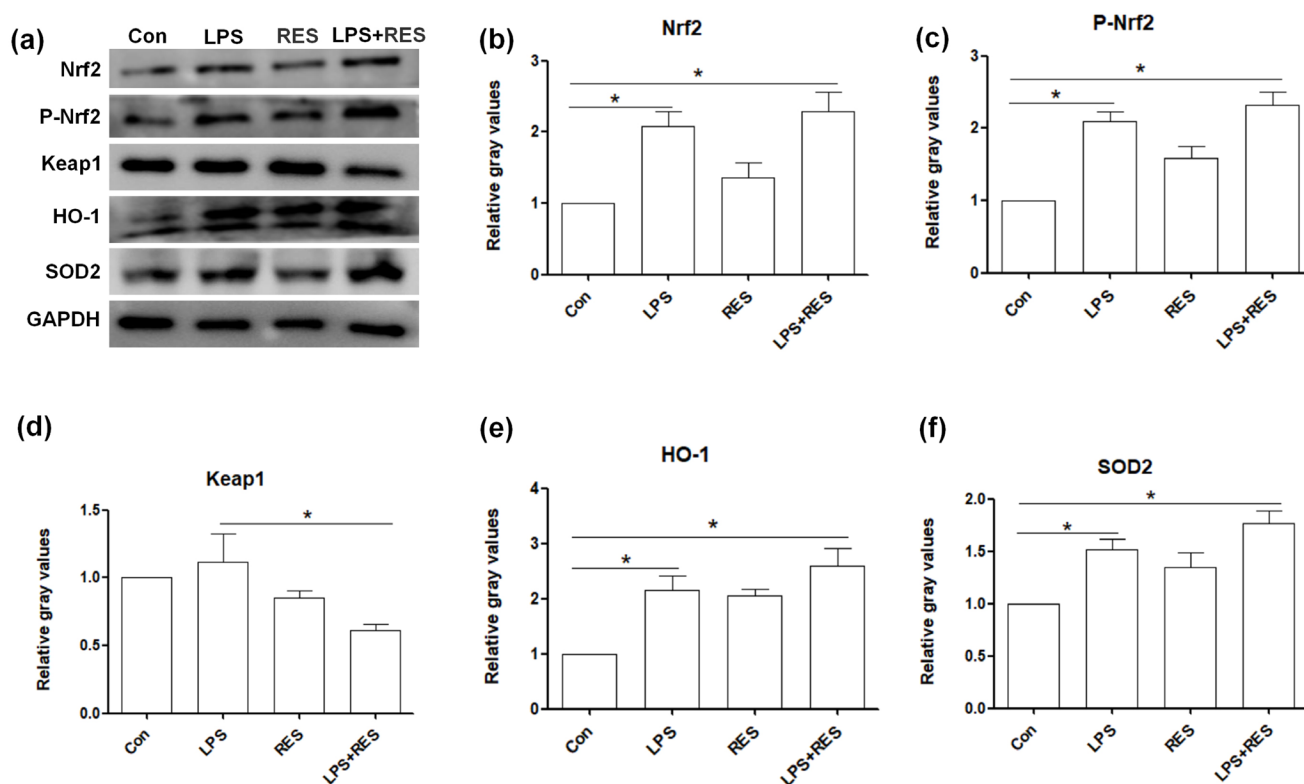 (a)
Con LPS RES LPS+RES
Nrf2
P-Nrf2
Keap1
HO-1
SOD2
GAPDH
(b)
Nrf2
Relative gray values
3
2
1
0
*
*
Con LPS RES LPS+RES
(c)
P-Nrf2
Relative gray values
3
2
1
0
*
*
Con LPS RES LPS+RES
(d)
Keap1
Relative gray values
1.5
1.0
0.5
0.0
*
Con LPS RES LPS+RES
(e)
HO-1
Relative gray values
4
3
2
1
0
*
*
Con LPS RES LPS+RES
(f)
SOD2
Relative gray values
2.0
1.5
1.0
0.5
0.0
*
*
Con LPS RES LPS+RES